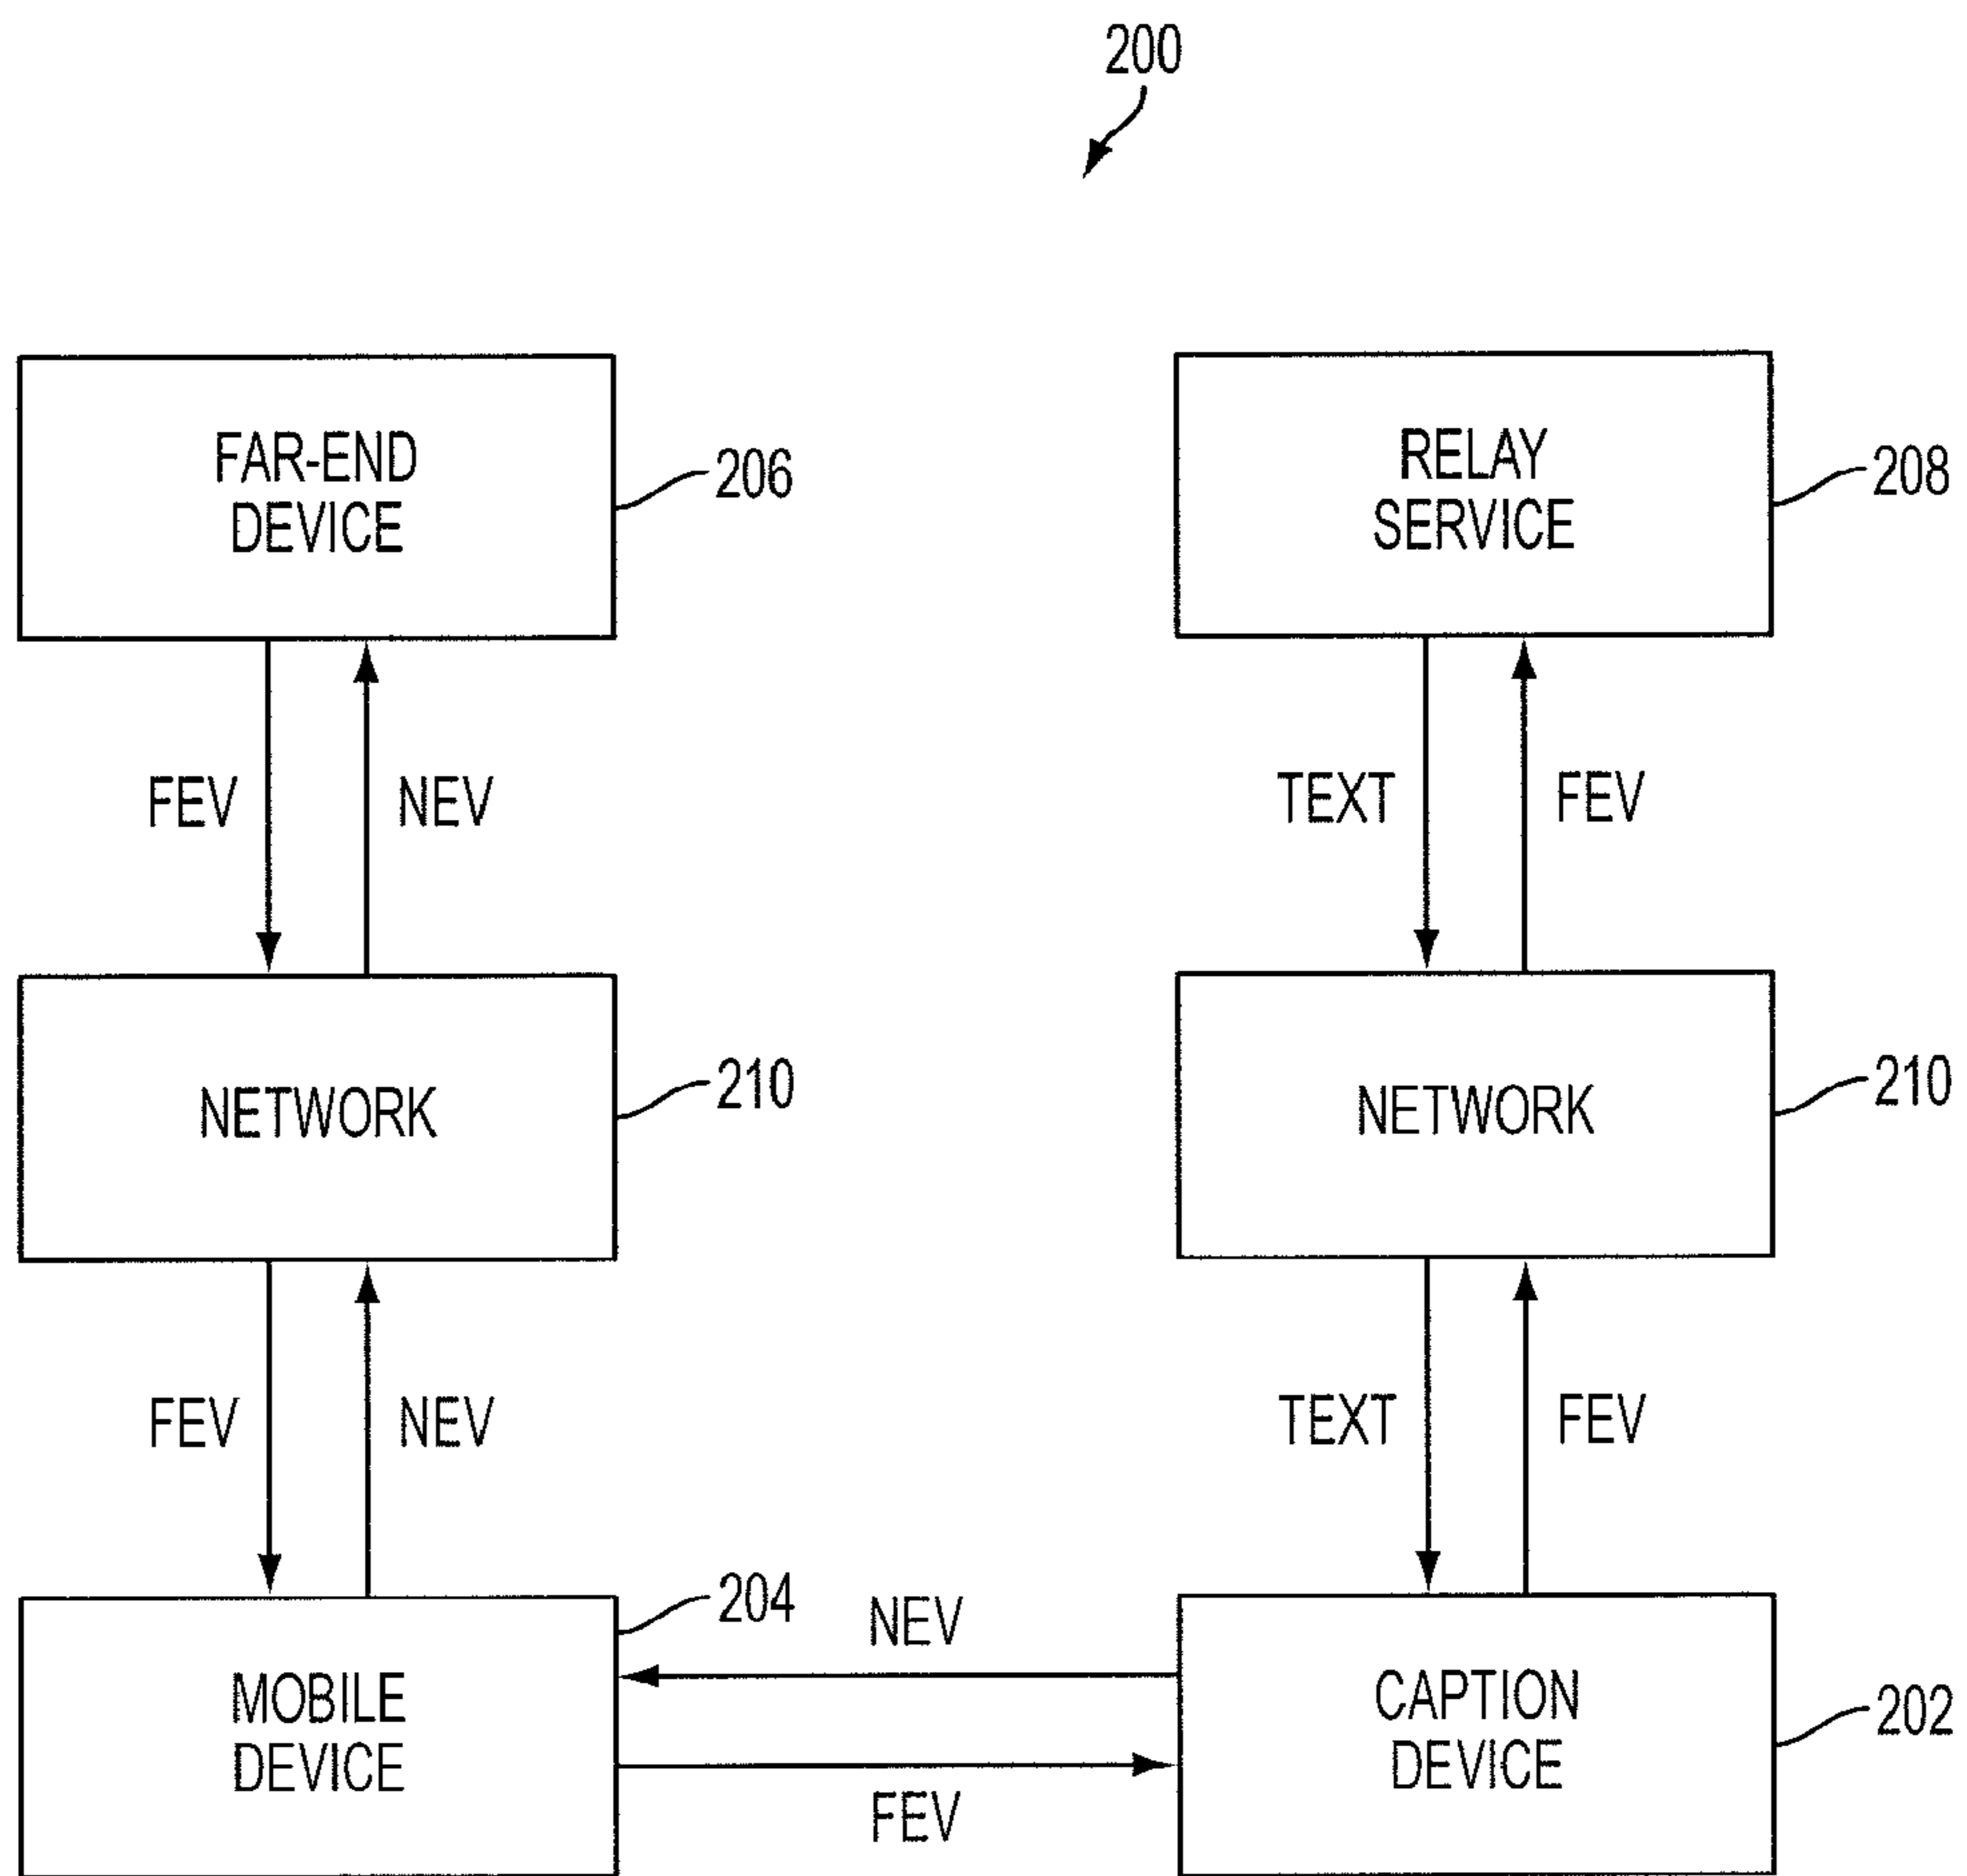 200
FAR-END
DEVICE
206
RELAY
SERVICE
208
FEV
NEV
TEXT
FEV
NETWORK
210
NETWORK
210
FEV
NEV
TEXT
FEV
MOBILE
DEVICE
204
NEV
FEV
CAPTION
DEVICE
202